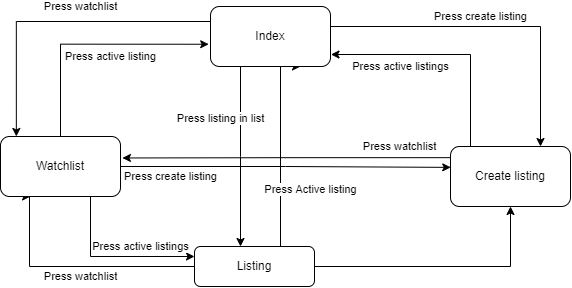 Press watchlist
Press create listing
Index
Press active listing
Press active listings
Press listing in list
Press watchlist
Watchlist
Press create listing
Create listing
Press Active listing
Press active listings
Listing
Press watchlist